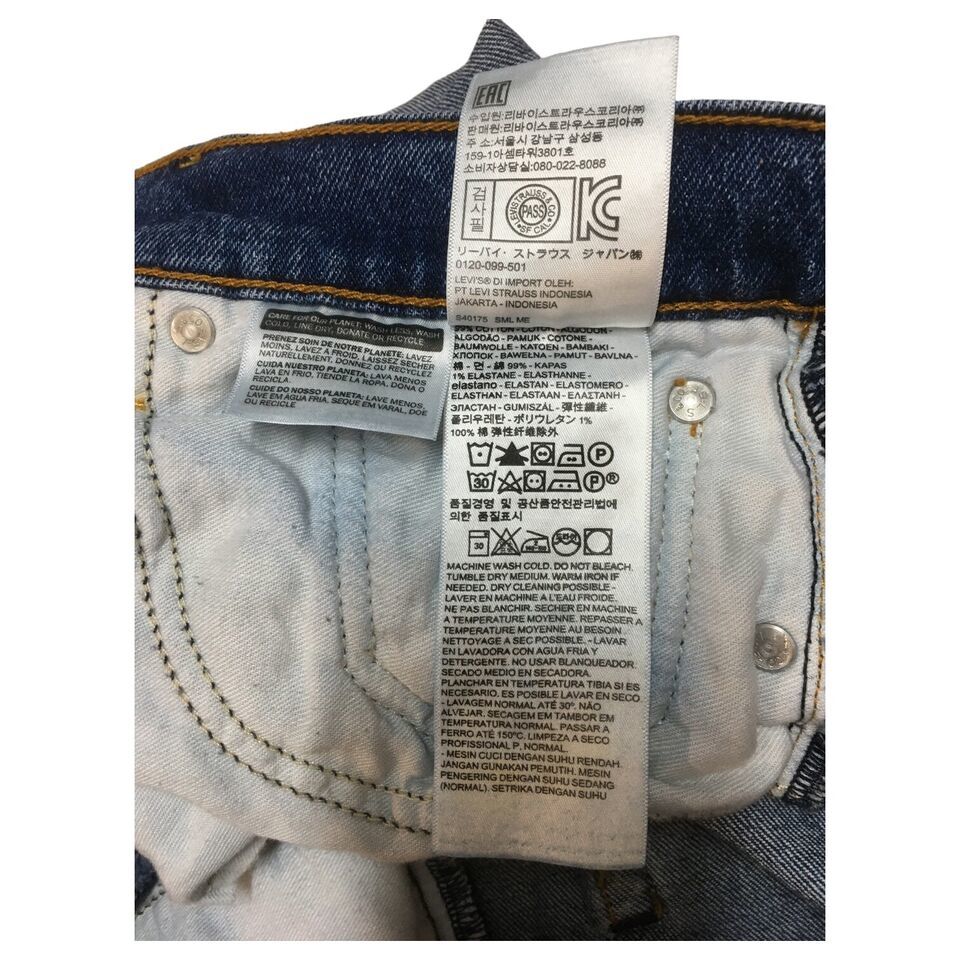 EAC
수입원:리바이스트라우스코리아(유)
판매원:리바이스트라우스코리아(유)
주 소:서울시 강남구 삼성동
159-1아셈타워3801호
소비자상담실:080-022-8088
검사필
LEVI STRAUSS & CO
PASS
SF CAL
KC
リーバイ・ストラウス ジャパン㈱
0120-099-501
LEVI'S® DI IMPORT OLEH:
PT LEVI STRAUSS INDONESIA
JAKARTA - INDONESIA
S40175 SML ME
CARE FOR OUR PLANET: WASH LESS, WASH
COLD, LINE DRY, DONATE OR RECYCLE
PRENEZ SOIN DE NOTRE PLANETE: LAVEZ
MOINS, LAVEZ À FROID, LAISSEZ SÉCHER
NATURELLEMENT, DONNEZ OU RECYCLEZ
CUIDA NUESTRO PLANETA: LAVA MENOS
LAVA EN FRIO, TIENDE LA ROPA, DONA O
RECICLA.
CUIDE DO NOSSO PLANETA: LAVE MENOS,
LAVE EM ÁGUA FRIA, SEQUE EM VARAL, DOE
OU RECICLE
99% COTTON - COTON - ALGODON -
ALGODÃO - PAMUK - COTONE -
BAUMWOLLE - KATOEN - BAMBAKI -
ХЛОПОК - BAWEŁNA - PAMUT - BAVLNA -
棉 - 면 - 綿 99% - KAPAS
1% ELASTANE - ELASTHANNE -
elastano - ELASTAN - ELASTOMERO -
ELASTHAN - ELASTAAN - ΕΛΑΣΤΑΝΗ -
ЭЛАСТАН - GUMISZÁL - 彈性纖維 -
폴리우레탄 - ポリウレタン 1%
100% 棉 弹性纤维除外
P
30 P®
품질경영 및 공산품안전관리법에
의한 품질표시
30
드라이
MACHINE WASH COLD. DO NOT BLEACH.
TUMBLE DRY MEDIUM. WARM IRON IF
NEEDED. DRY CLEANING POSSIBLE -
LAVER EN MACHINE A L'EAU FROIDE.
NE PAS BLANCHIR. SECHER EN MACHINE
A TEMPERATURE MOYENNE. REPASSER A
TEMPERATURE MOYENNE AU BESOIN.
NETTOYAGE A SEC POSSIBLE. - LAVAR
EN LAVADORA CON AGUA FRIA Y
DETERGENTE. NO USAR BLANQUEADOR.
SECADO MEDIO EN SECADORA.
PLANCHAR EN TEMPERATURA TIBIA SI ES
NECESARIO. ES POSIBLE LAVAR EN SECO
- LAVAGEM NORMAL ATÉ 30º. NÃO
ALVEJAR. SECAGEM EM TAMBOR EM
TEMPERATURA NORMAL. PASSAR A
FERRO ATÉ 150ºC. LIMPEZA A SECO
PROFISSIONAL P. NORMAL.
- MESIN CUCI DENGAN SUHU RENDAH.
JANGAN GUNAKAN PEMUTIH. MESIN
PENGERING DENGAN SUHU SEDANG
(NORMAL). SETRIKA DENGAN SUHU